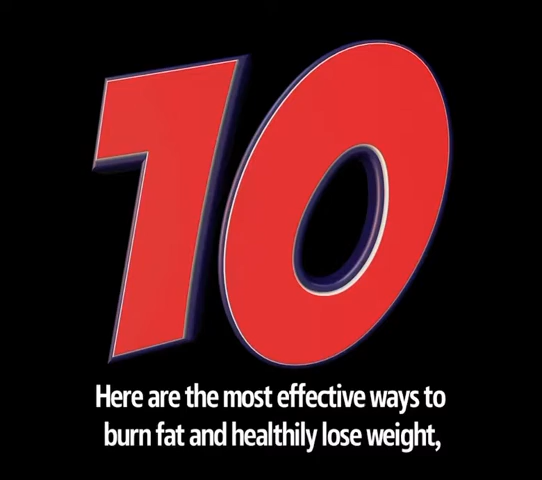 10
Here are the most effective ways to
burn fat and healthily lose weight,